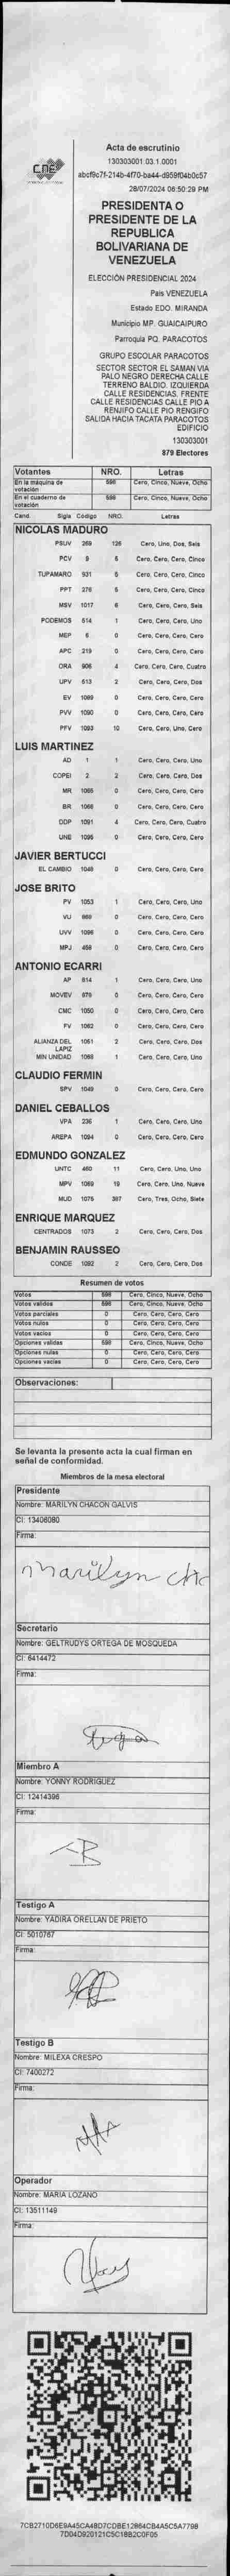 CNE
Acta de escrutinio
130303001.03.1.0001
abcf9c7f-214b-4f70-ba44-d959f04b0c57
28/07/2024 06:50:29 PM
PRESIDENTA O
PRESIDENTE DE LA
REPUBLICA
BOLIVARIANA DE
VENEZUELA
ELECCIÓN PRESIDENCIAL 2024
País VENEZUELA
Estado EDO. MIRANDA
Municipio MP. GUAICAIPURO
Parroquia PQ. PARACOTOS
GRUPO ESCOLAR PARACOTOS
SECTOR SECTOR EL SAMAN VIA
PALO NEGRO DERECHA CALLE
TERRENO BALDIO. IZQUIERDA
CALLE RESIDENCIAS. FRENTE
CALLE RESIDENCIAS CALLE PIO A
RENJIFO CALLE PIO RENGIFO
SALIDA HACIA TACATA PARACOTOS
EDIFICIO
130303001
879 Electores
Votantes NRO. Letras
En la máquina de votación 598 Cero, Cinco, Nueve, Ocho
En el cuaderno de votación 598 Cero, Cinco, Nueve, Ocho
Cand. Sigla Código NRO. Letras
NICOLAS MADURO
PSUV 269 126 Cero, Uno, Dos, Seis
PCV 9 5 Cero, Cero, Cero, Cinco
TUPAMARO 931 5 Cero, Cero, Cero, Cinco
PPT 276 5 Cero, Cero, Cero, Cinco
MSV 1017 6 Cero, Cero, Cero, Seis
PODEMOS 514 1 Cero, Cero, Cero, Uno
MEP 6 0 Cero, Cero, Cero, Cero
APC 219 0 Cero, Cero, Cero, Cero
ORA 906 4 Cero, Cero, Cero, Cuatro
UPV 513 2 Cero, Cero, Cero, Dos
EV 1089 0 Cero, Cero, Cero, Cero
PVV 1090 0 Cero, Cero, Cero, Cero
PFV 1093 10 Cero, Cero, Uno, Cero
LUIS MARTINEZ
AD 1 1 Cero, Cero, Cero, Uno
COPEI 2 2 Cero, Cero, Cero, Dos
MR 1065 0 Cero, Cero, Cero, Cero
BR 1066 0 Cero, Cero, Cero, Cero
DDP 1091 4 Cero, Cero, Cero, Cuatro
UNE 1095 0 Cero, Cero, Cero, Cero
JAVIER BERTUCCI
EL CAMBIO 1048 0 Cero, Cero, Cero, Cero
JOSE BRITO
PV 1053 1 Cero, Cero, Cero, Uno
VU 869 0 Cero, Cero, Cero, Cero
UVV 1096 0 Cero, Cero, Cero, Cero
MPJ 458 0 Cero, Cero, Cero, Cero
ANTONIO ECARRI
AP 814 1 Cero, Cero, Cero, Uno
MOVEV 976 0 Cero, Cero, Cero, Cero
CMC 1050 0 Cero, Cero, Cero, Cero
FV 1062 0 Cero, Cero, Cero, Cero
ALIANZA DEL LAPIZ 1061 2 Cero, Cero, Cero, Dos
MIN UNIDAD 1068 1 Cero, Cero, Cero, Uno
CLAUDIO FERMIN
SPV 1049 0 Cero, Cero, Cero, Cero
DANIEL CEBALLOS
VPA 236 1 Cero, Cero, Cero, Uno
AREPA 1094 0 Cero, Cero, Cero, Cero
EDMUNDO GONZALEZ
UNTC 460 11 Cero, Cero, Uno, Uno
MPV 1069 19 Cero, Cero, Uno, Nueve
MUD 1075 387 Cero, Tres, Ocho, Siete
ENRIQUE MARQUEZ
CENTRADOS 1073 2 Cero, Cero, Cero, Dos
BENJAMIN RAUSSEO
CONDE 1092 2 Cero, Cero, Cero, Dos
Resumen de votos
Votos 598 Cero, Cinco, Nueve, Ocho
Votos válidos 598 Cero, Cinco, Nueve, Ocho
Votos parciales 0 Cero, Cero, Cero, Cero
Votos nulos 0 Cero, Cero, Cero, Cero
Votos vacíos 0 Cero, Cero, Cero, Cero
Opciones válidas 598 Cero, Cinco, Nueve, Ocho
Opciones nulas 0 Cero, Cero, Cero, Cero
Opciones vacías 0 Cero, Cero, Cero, Cero
Observaciones:
Se levanta la presente acta la cual firman en
señal de conformidad.
Miembros de la mesa electoral
Presidente
Nombre: MARILYN CHACON GALVIS
CI: 13406080
Firma:
marilyn cha
Secretario
Nombre: GELTRUDYS ORTEGA DE MOSQUEDA
CI: 6414472
Firma:
Miembro A
Nombre: YONNY RODRIGUEZ
CI: 12414396
Firma:
Testigo A
Nombre: YADIRA ORELLAN DE PRIETO
CI: 5010767
Firma:
Testigo B
Nombre: MILEXA CRESPO
CI: 7400272
Firma:
Operador
Nombre: MARIA LOZANO
CI: 13511149
Firma:
7CB2710D6E9A45CA48D7CDBE12864CB4A5C5A7798
7D04D920121C5C18B2C0F05